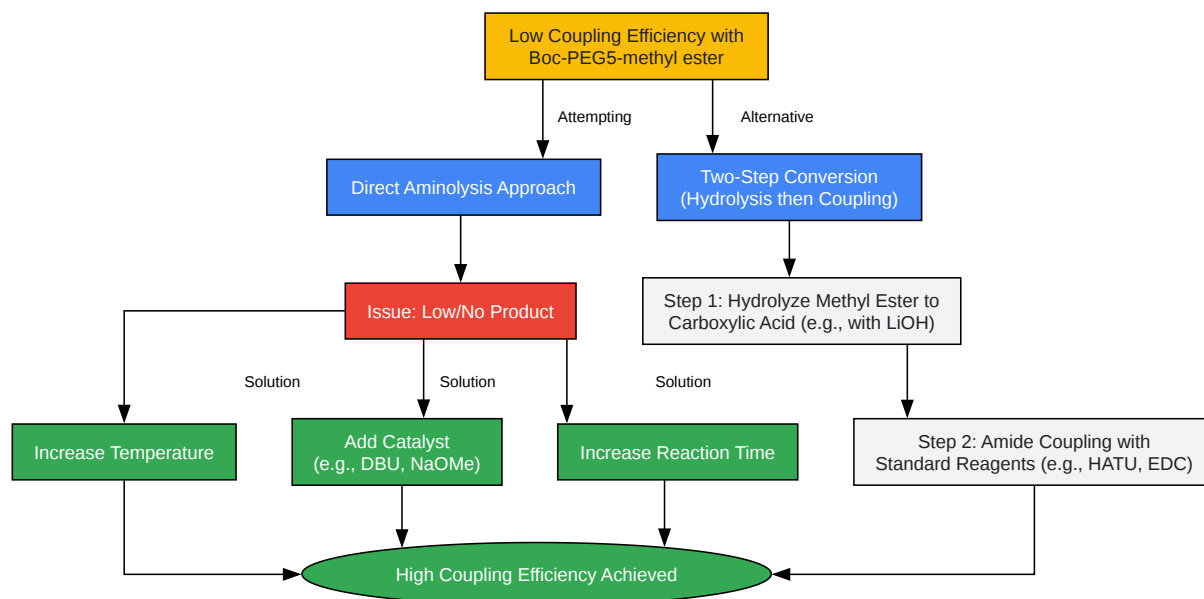 Low Coupling Efficiency with
Boc-PEG5-methyl ester
Attempting
Alternative
Direct Aminolysis Approach
Two-Step Conversion
(Hydrolysis then Coupling)
Issue: Low/No Product
Step 1: Hydrolyze Methyl Ester to
Carboxylic Acid (e.g., with LiOH)
Solution
Solution
Solution
Increase Temperature
Add Catalyst
(e.g., DBU, NaOMe)
Increase Reaction Time
Step 2: Amide Coupling with
Standard Reagents (e.g., HATU, EDC)
High Coupling Efficiency Achieved